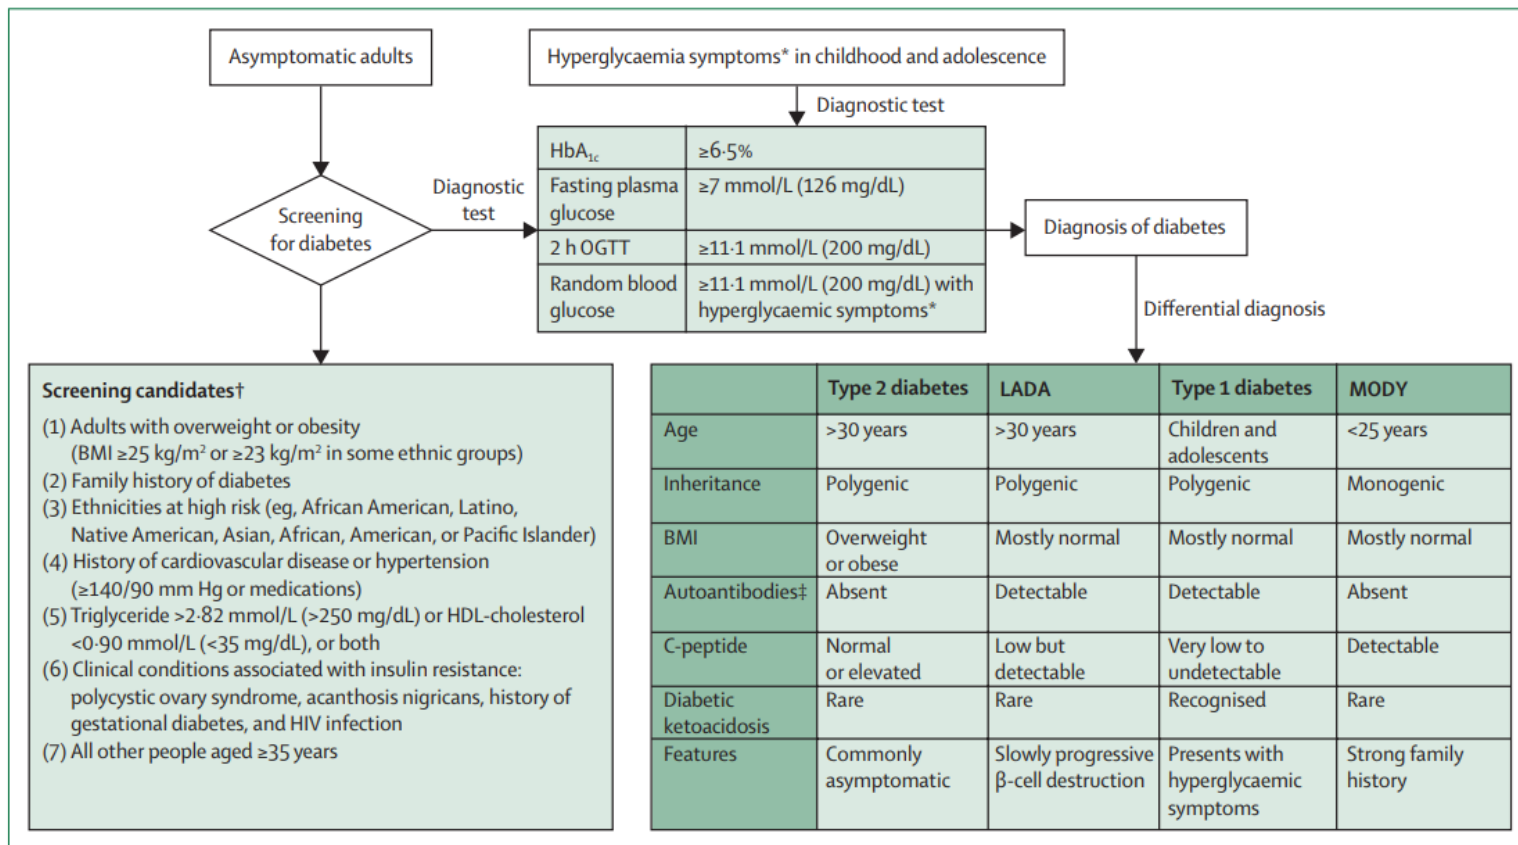 Asymptomatic adults
Hyperglycaemia symptoms* in childhood and adolescence
Diagnostic test
HbA1c ≥6·5%
Fasting plasma ≥7 mmol/L (126 mg/dL)
glucose
2 h OGTT ≥11·1 mmol/L (200 mg/dL)
Random blood ≥11·1 mmol/L (200 mg/dL) with
glucose hyperglycaemic symptoms*
Screening
for diabetes
Diagnostic
test
Diagnosis of diabetes
Differential diagnosis
Screening candidates†
(1) Adults with overweight or obesity
(BMI ≥25 kg/m² or ≥23 kg/m² in some ethnic groups)
(2) Family history of diabetes
(3) Ethnicities at high risk (eg, African American, Latino,
Native American, Asian, African, American, or Pacific Islander)
(4) History of cardiovascular disease or hypertension
(≥140/90 mm Hg or medications)
(5) Triglyceride >2·82 mmol/L (>250 mg/dL) or HDL-cholesterol
<0·90 mmol/L (<35 mg/dL), or both
(6) Clinical conditions associated with insulin resistance:
polycystic ovary syndrome, acanthosis nigricans, history of
gestational diabetes, and HIV infection
(7) All other people aged ≥35 years
Type 2 diabetes LADA Type 1 diabetes MODY
Age >30 years >30 years Children and <25 years
adolescents
Inheritance Polygenic Polygenic Polygenic Monogenic
BMI Overweight Mostly normal Mostly normal Mostly normal
or obese
Autoantibodies‡ Absent Detectable Detectable Absent
C-peptide Normal Low but Very low to Detectable
or elevated detectable undetectable
Diabetic Rare Rare Recognised Rare
ketoacidosis
Features Commonly Slowly progressive Presents with Strong family
asymptomatic β-cell destruction hyperglycaemic history
symptoms